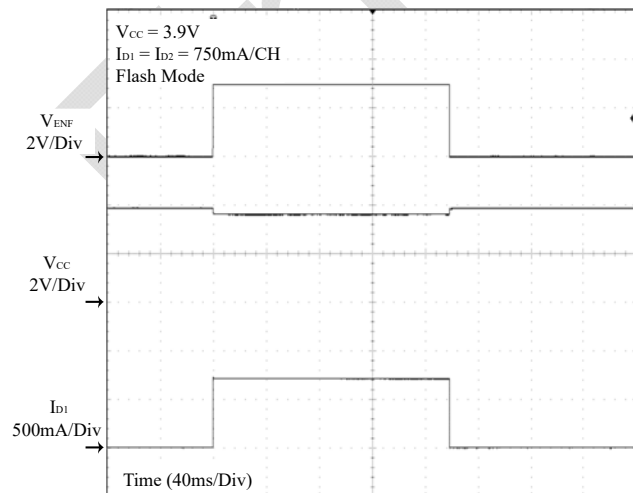 VCC = 3.9V
ID1 = ID2 = 750mA/CH
Flash Mode
VENF
2V/Div
VCC
2V/Div
ID1
500mA/Div
Time (40ms/Div)